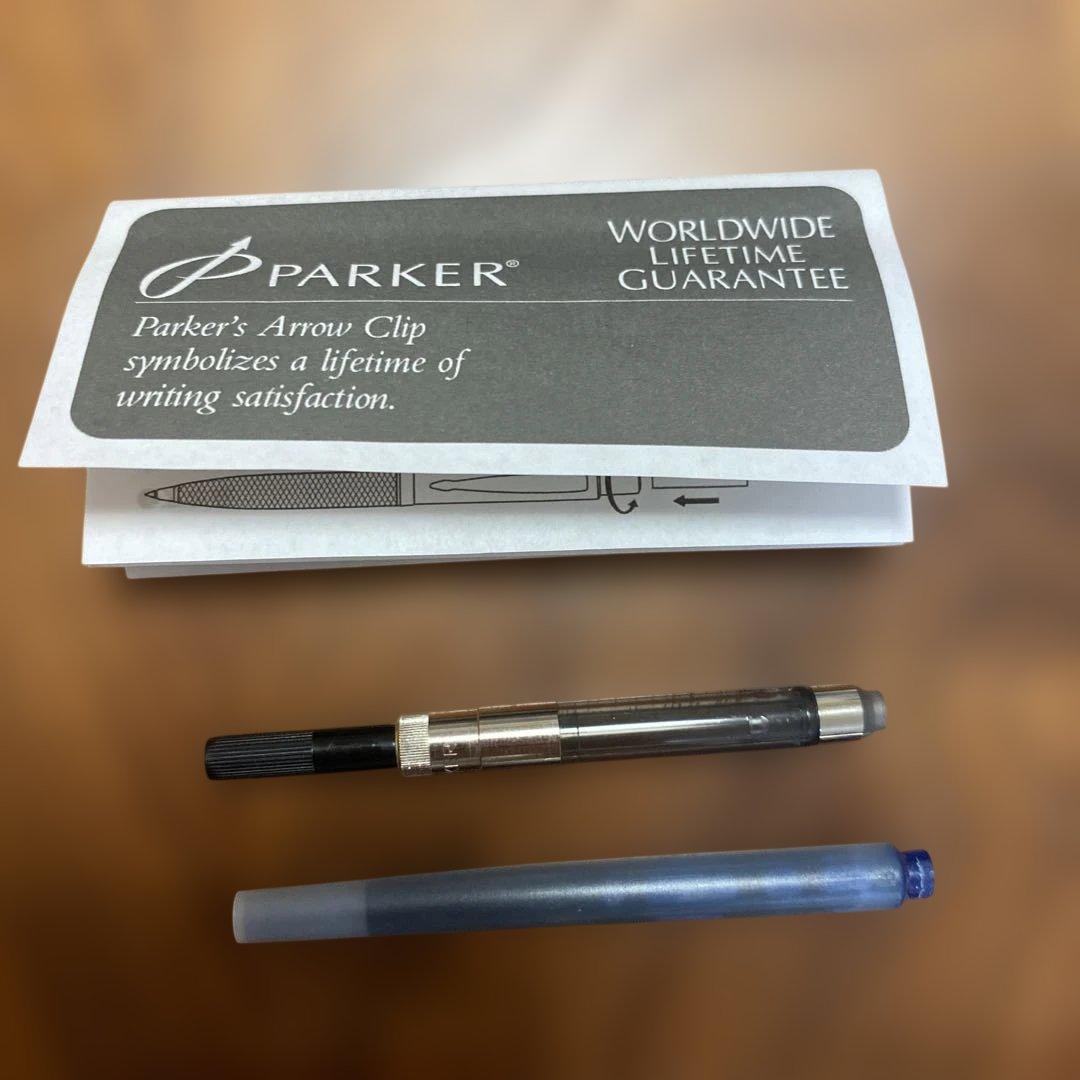 PARKER®
WORLDWIDE
LIFETIME
GUARANTEE
Parker's Arrow Clip
symbolizes a lifetime of
writing satisfaction.